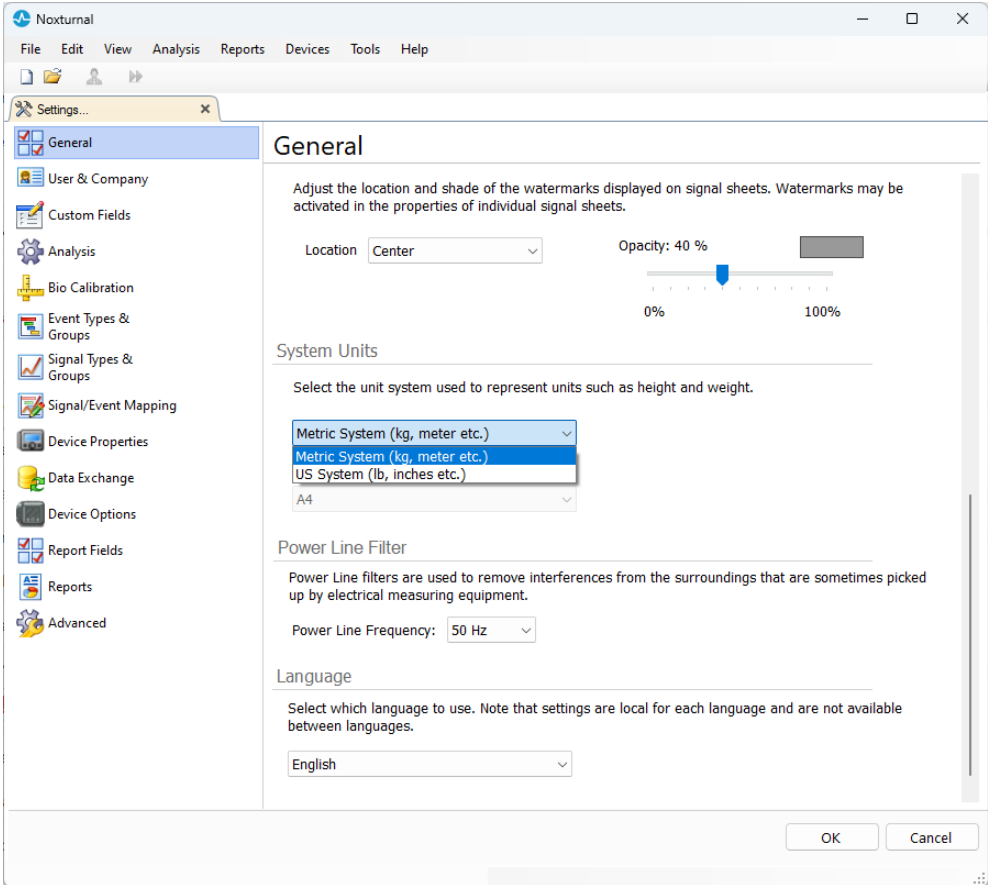 Noxturnal
File Edit View Analysis Reports Devices Tools Help
Settings...
General
User & Company
Custom Fields
Analysis
Bio Calibration
Event Types &
Groups
Signal Types &
Groups
Signal/Event Mapping
Device Properties
Data Exchange
Device Options
Report Fields
Reports
Advanced
General
Adjust the location and shade of the watermarks displayed on signal sheets. Watermarks may be
activated in the properties of individual signal sheets.
Location Center
Opacity: 40 %
0% 100%
System Units
Select the unit system used to represent units such as height and weight.
Metric System (kg, meter etc.)
Metric System (kg, meter etc.)
US System (lb, inches etc.)
A4
Power Line Filter
Power Line filters are used to remove interferences from the surroundings that are sometimes picked
up by electrical measuring equipment.
Power Line Frequency: 50 Hz
Language
Select which language to use. Note that settings are local for each language and are not available
between languages.
English
OK Cancel